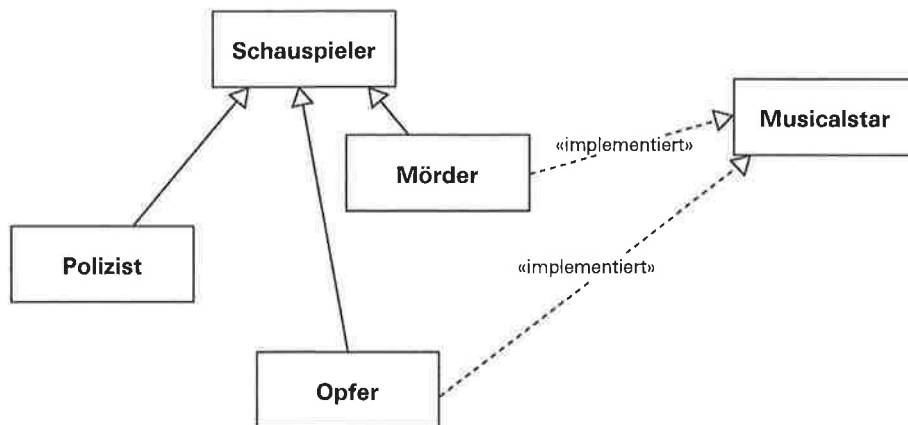 Schauspieler
Musicalstar
«implementiert»
Mörder
Polizist
«implementiert»
Opfer